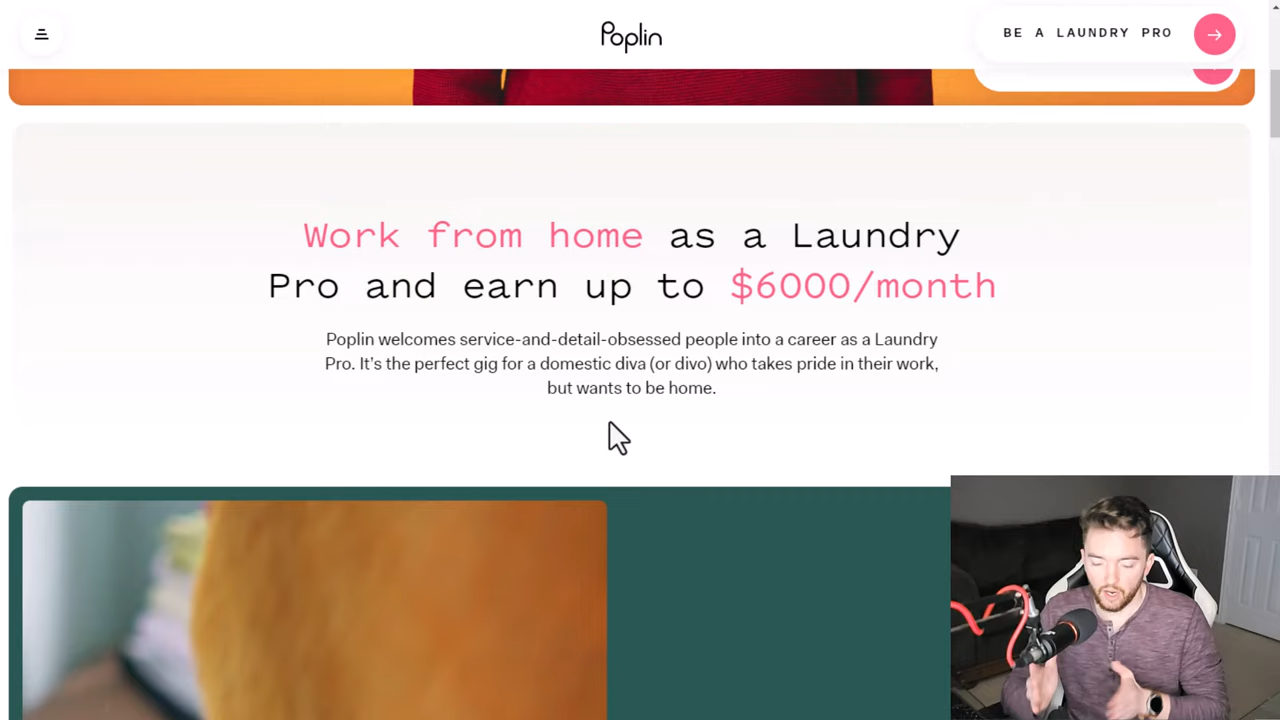 Poplin
BE A LAUNDRY PRO
Work from home as a Laundry
Pro and earn up to $6000/month
Poplin welcomes service-and-detail-obsessed people into a career as a Laundry
Pro. It's the perfect gig for a domestic diva (or divo) who takes pride in their work,
but wants to be home.